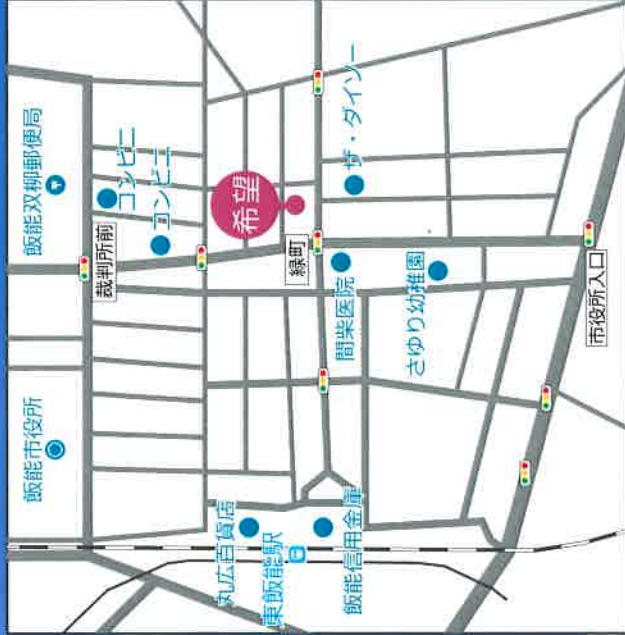 飯能双柳郵便局
コンビニ
コンビニ
裁判所前
飯能市役所
希望
ザ・ダイソー
緑町
間柴医院
さゆり幼稚園
市役所入口
丸広百貨店
東飯能駅
飯能信用金庫